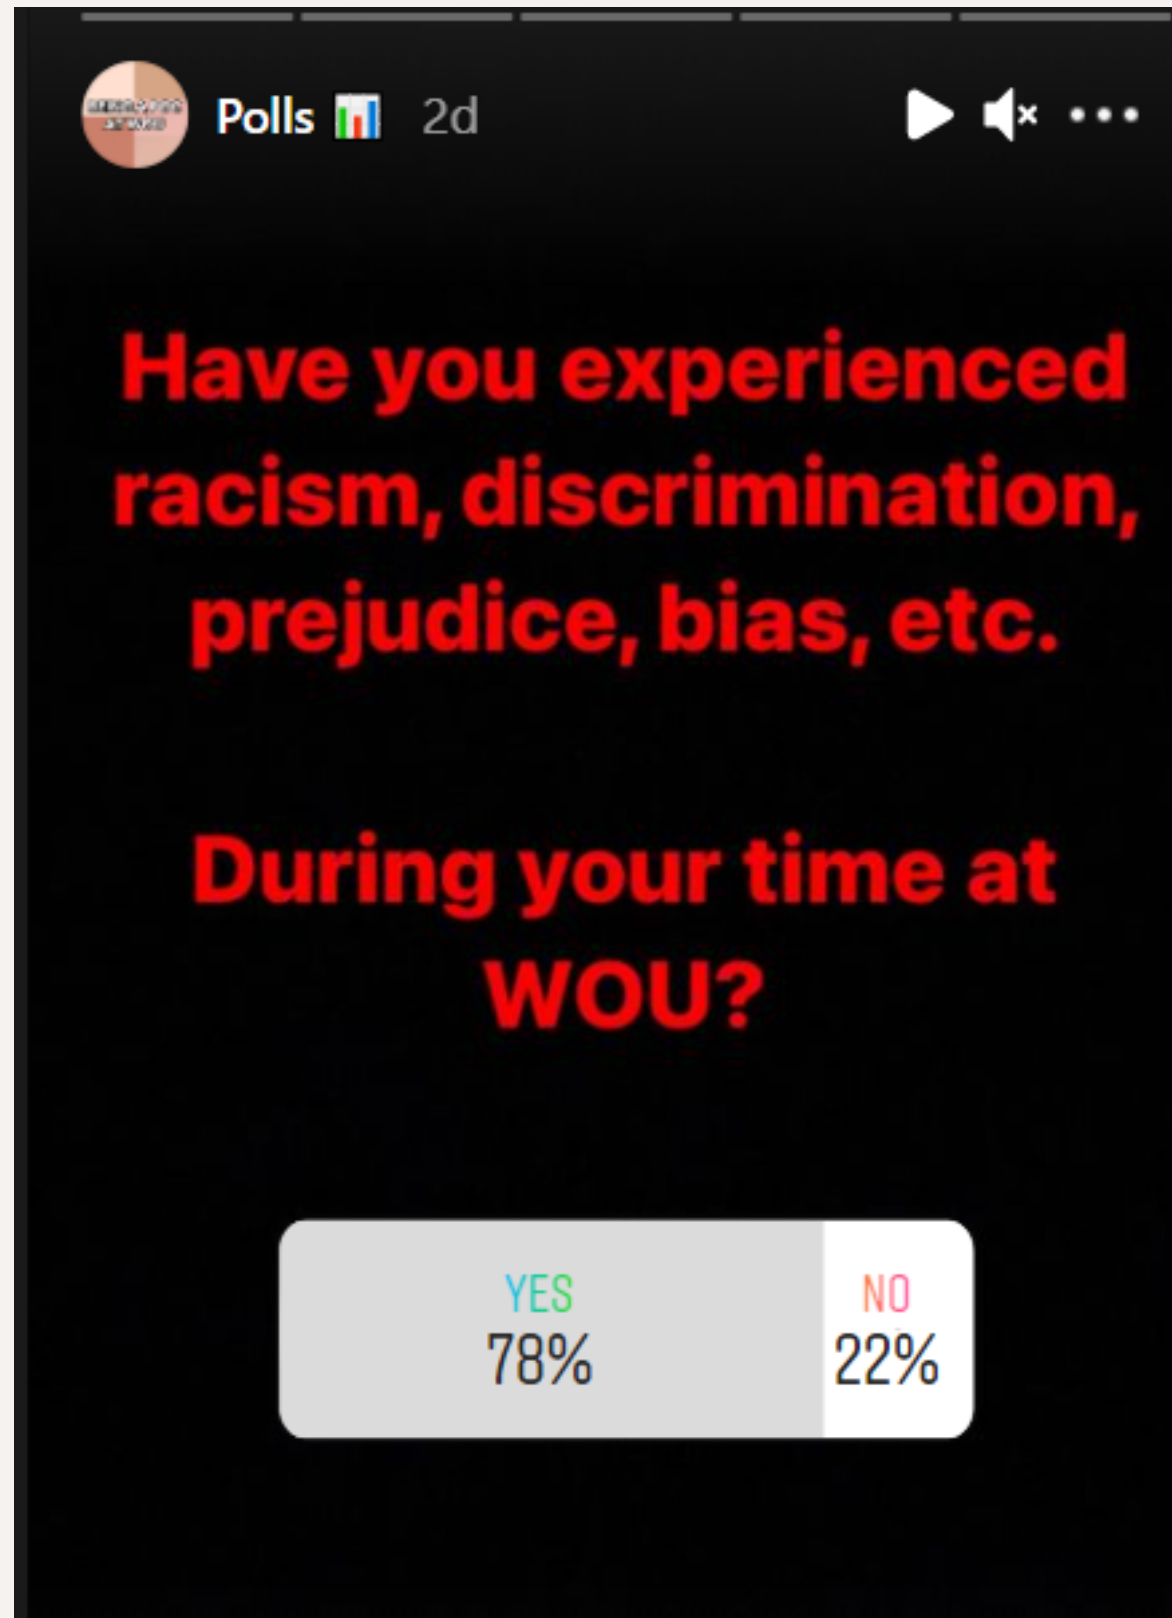 Polls 2d
Have you experienced
racism, discrimination,
prejudice, bias, etc.
During your time at
WOU?
YES NO
78% 22%